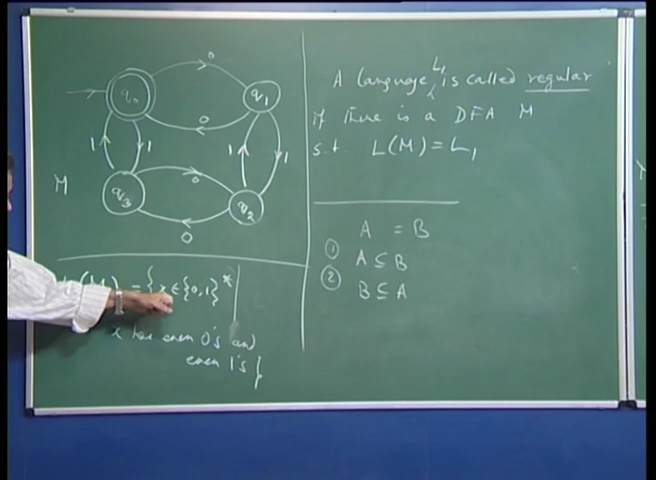 0
q₀
q₁
0
1
1
1
1
M
q₃
0
q₂
0
(M) = {x ∈ {0,1}* |
x has even 0's and
even 1's }
A language L₁ is called regular
if there is a DFA M
s.t. L(M) = L₁
A = B
① A ⊆ B
② B ⊆ A